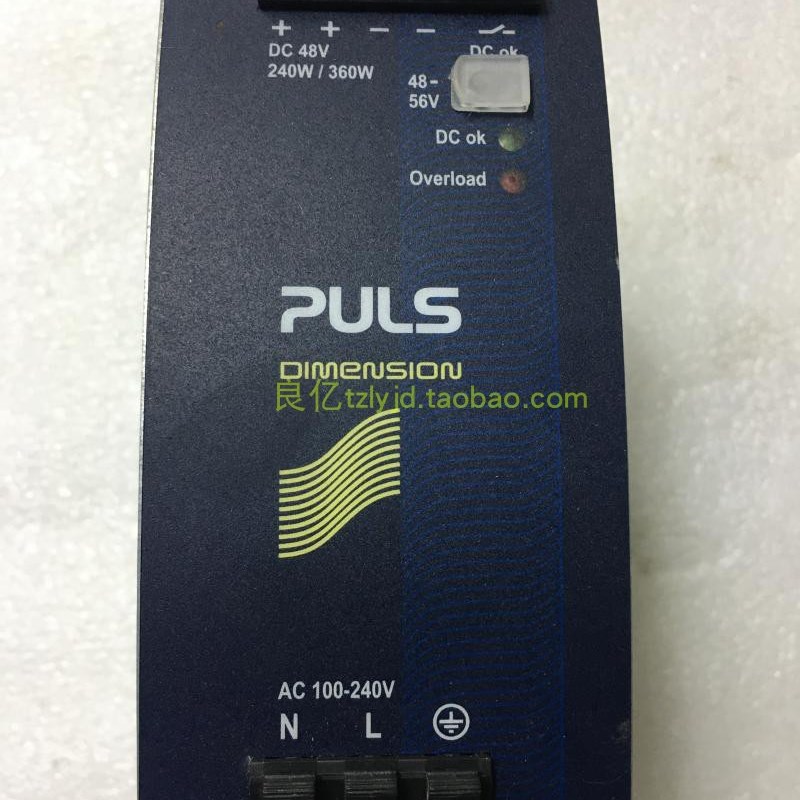 + + − −
DC 48V DC ok
240W / 360W
48-
56V
DC ok
Overload
PULS
DIMENSION
良亿tzlyjd.taobao.com
AC 100-240V
N L